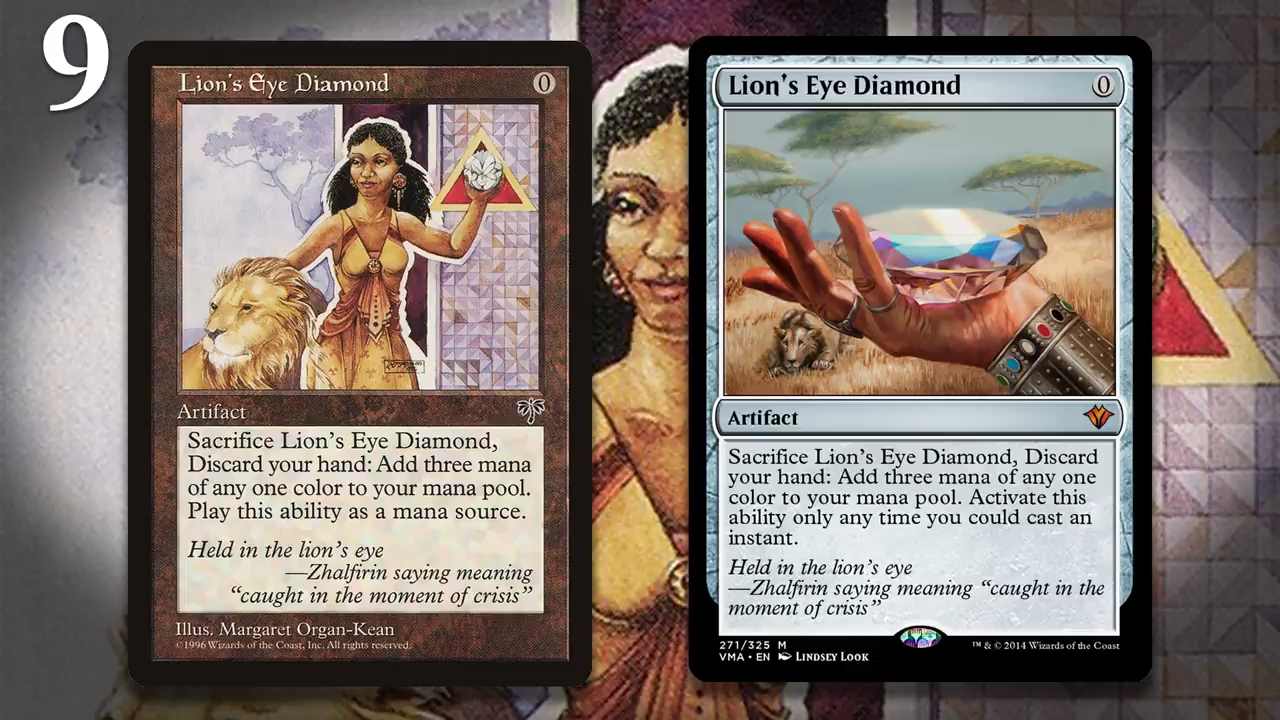 9
Lion's Eye Diamond
0
Artifact
Sacrifice Lion's Eye Diamond,
Discard your hand: Add three mana
of any one color to your mana pool.
Play this ability as a mana source.
Held in the lion's eye
—Zhalfirin saying meaning
"caught in the moment of crisis"
Illus. Margaret Organ-Kean
©1996 Wizards of the Coast, Inc. All rights reserved.
Lion's Eye Diamond
0
Artifact
Sacrifice Lion's Eye Diamond, Discard
your hand: Add three mana of any one
color to your mana pool. Activate this
ability only any time you could cast an
instant.
Held in the lion's eye
—Zhalfirin saying meaning "caught in the
moment of crisis"
271/325 M
VMA • EN Lindsey Look
™ & © 2014 Wizards of the Coast